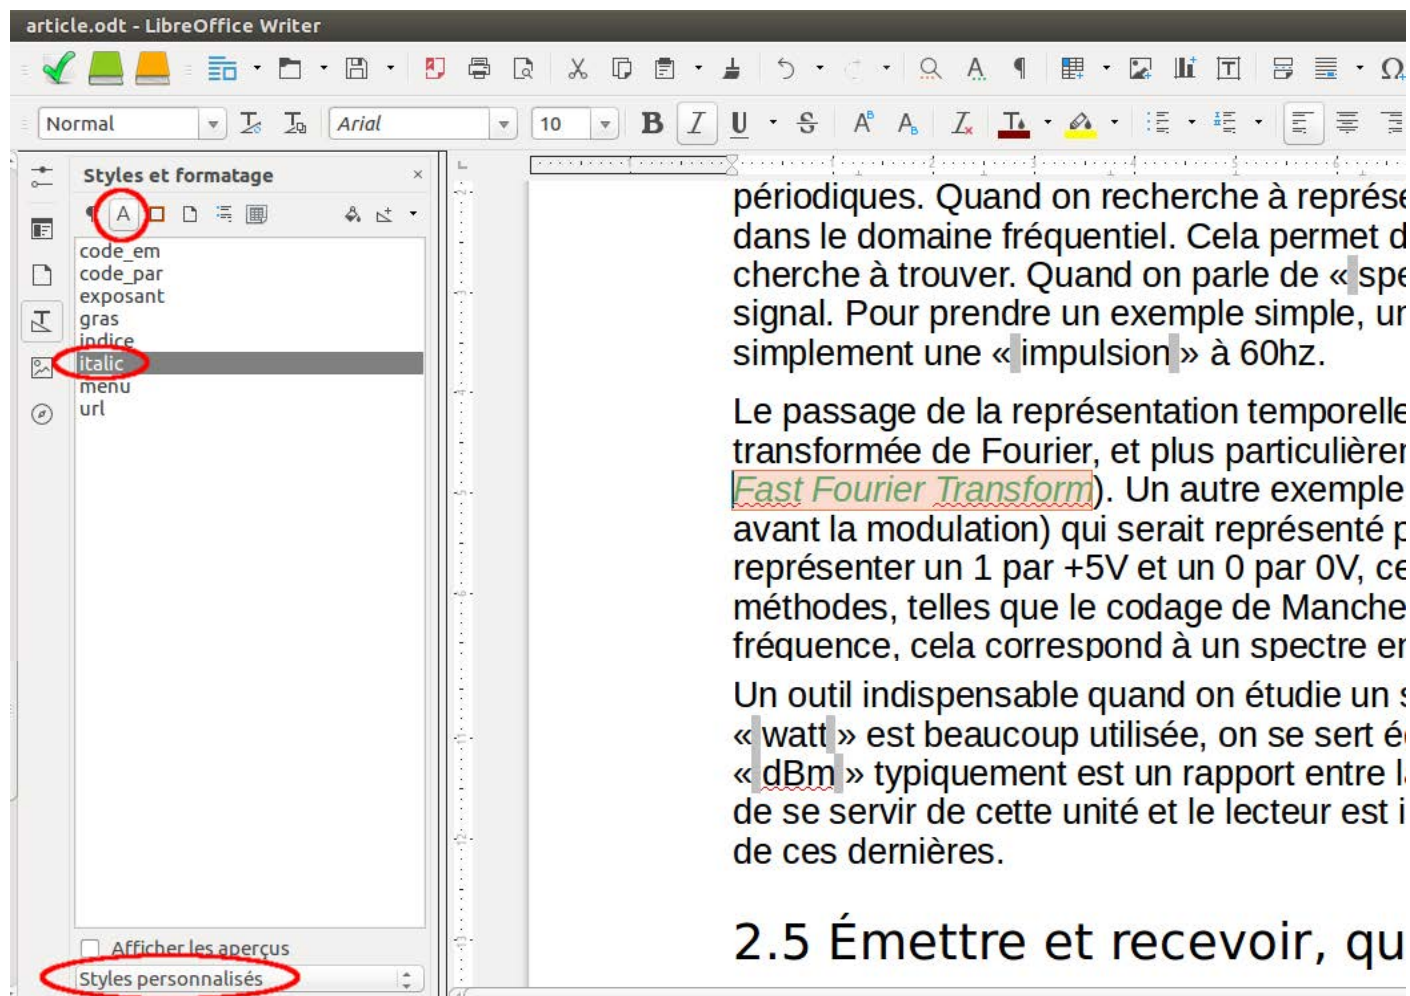 article.odt - LibreOffice Writer
Normal
Arial
10
Styles et formatage
code_em
code_par
exposant
gras
indice
italic
menu
url
Afficher les aperçus
Styles personnalisés
périodiques. Quand on recherche à représe
dans le domaine fréquentiel. Cela permet d
cherche à trouver. Quand on parle de « spe
signal. Pour prendre un exemple simple, un
simplement une « impulsion » à 60hz.
Le passage de la représentation temporelle
transformée de Fourier, et plus particulièrer
Fast Fourier Transform). Un autre exemple
avant la modulation) qui serait représenté p
représenter un 1 par +5V et un 0 par 0V, ce
méthodes, telles que le codage de Manche
fréquence, cela correspond à un spectre en
Un outil indispensable quand on étudie un s
« watt » est beaucoup utilisée, on se sert éc
« dBm » typiquement est un rapport entre la
de se servir de cette unité et le lecteur est i
de ces dernières.
2.5 Émettre et recevoir, qu